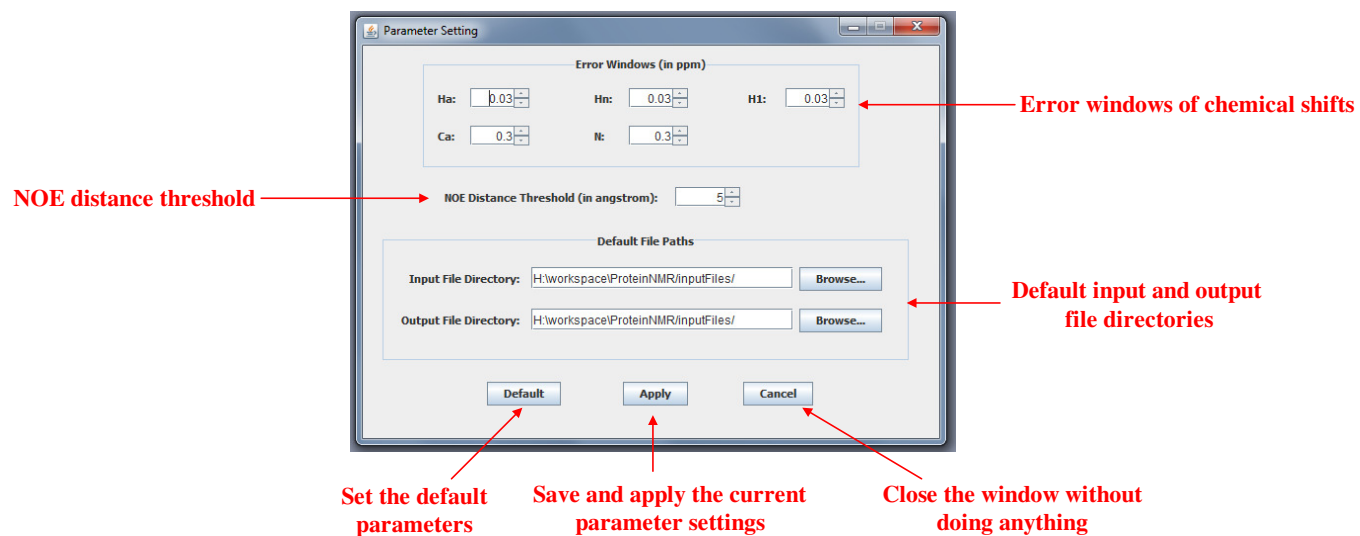 Parameter Setting
Error Windows (in ppm)
Ha: 0.03 Hn: 0.03 H1: 0.03
Error windows of chemical shifts
Ca: 0.3 N: 0.3
NOE distance threshold
NOE Distance Threshold (in angstrom): 5
Default File Paths
Input File Directory: H:\workspace\ProteinNMR/inputFiles/ Browse...
Default input and output
file directories
Output File Directory: H:\workspace\ProteinNMR/inputFiles/ Browse...
Default Apply Cancel
Set the default
parameters
Save and apply the current
parameter settings
Close the window without
doing anything